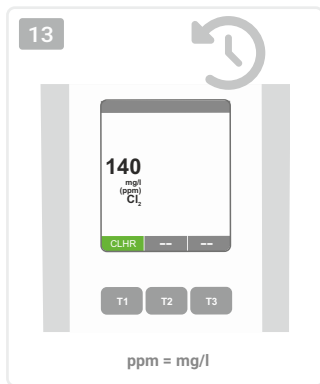 13
140
mg/l
(ppm)
Cl₂
CLHR -- --
T1 T2 T3
ppm = mg/l